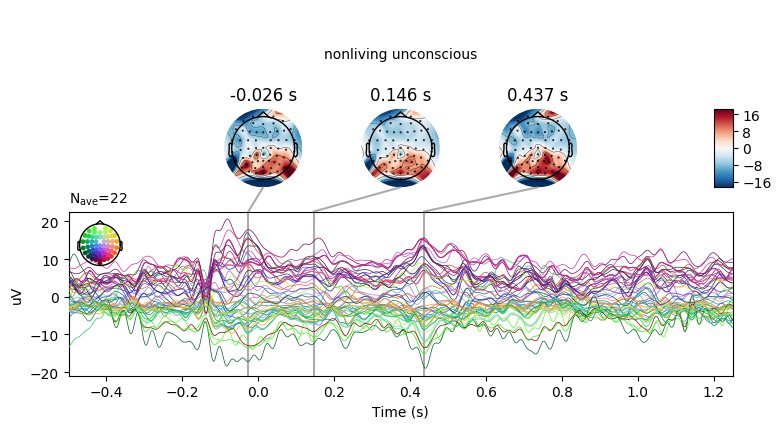 nonliving unconscious
-0.026 s 0.146 s 0.437 s
16
8
0
−8
−16
Nave=22
20
10
0
−10
−20
uV
−0.4 −0.2 0.0 0.2 0.4 0.6 0.8 1.0 1.2
Time (s)